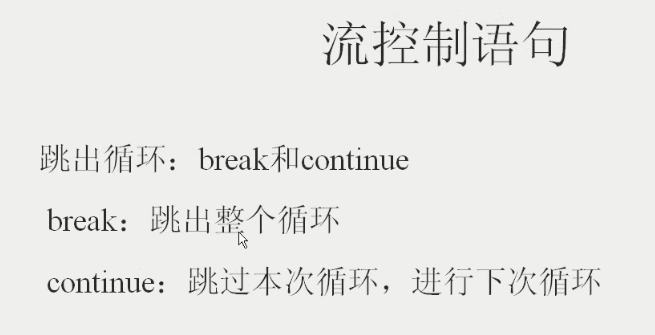 流控制语句
跳出循环：break和continue
break：跳出整个循环
continue：跳过本次循环，进行下次循环